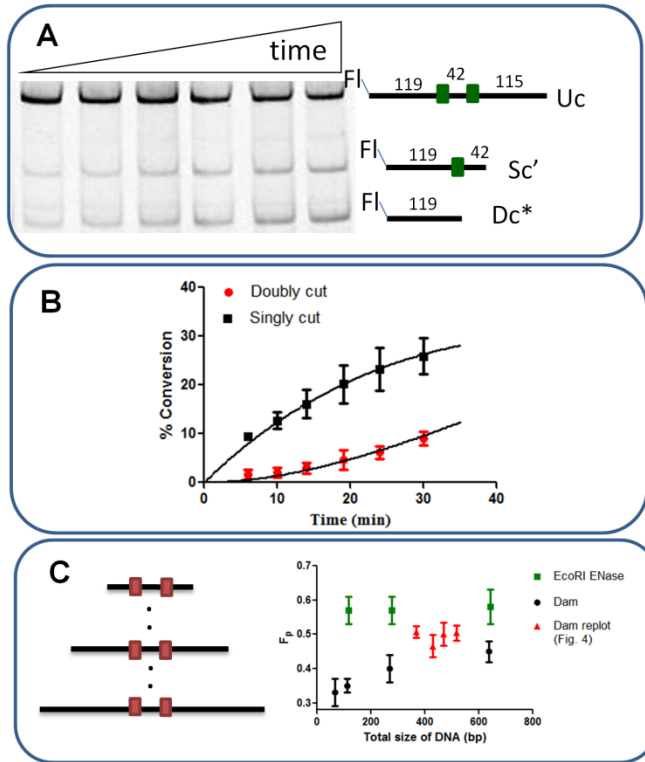 A
time
Fl
119
42
115
Uc
Fl
119
42
Sc'
Fl
119
Dc*
B
Doubly cut
Singly cut
% Conversion
40
30
20
10
0
0 10 20 30 40
Time (min)
C
EcoRI ENase
Dam
Dam replot
(Fig. 4)
Fp
0.7
0.6
0.5
0.4
0.3
0 200 400 600 800
Total size of DNA (bp)